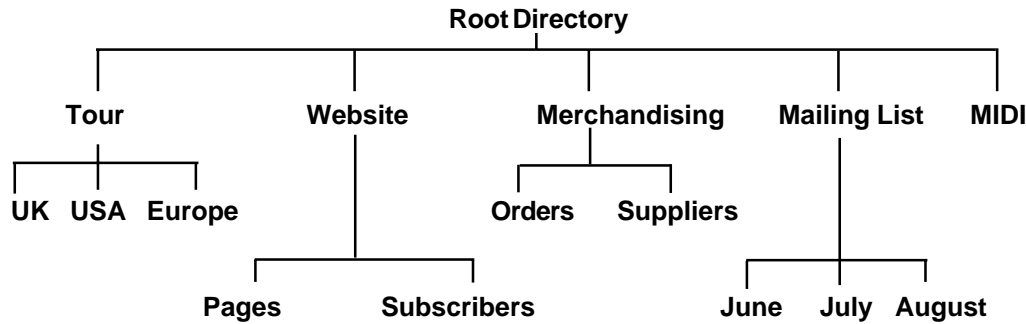 Root Directory
Tour Website Merchandising Mailing List MIDI
UK USA Europe Orders Suppliers
Pages Subscribers June July August